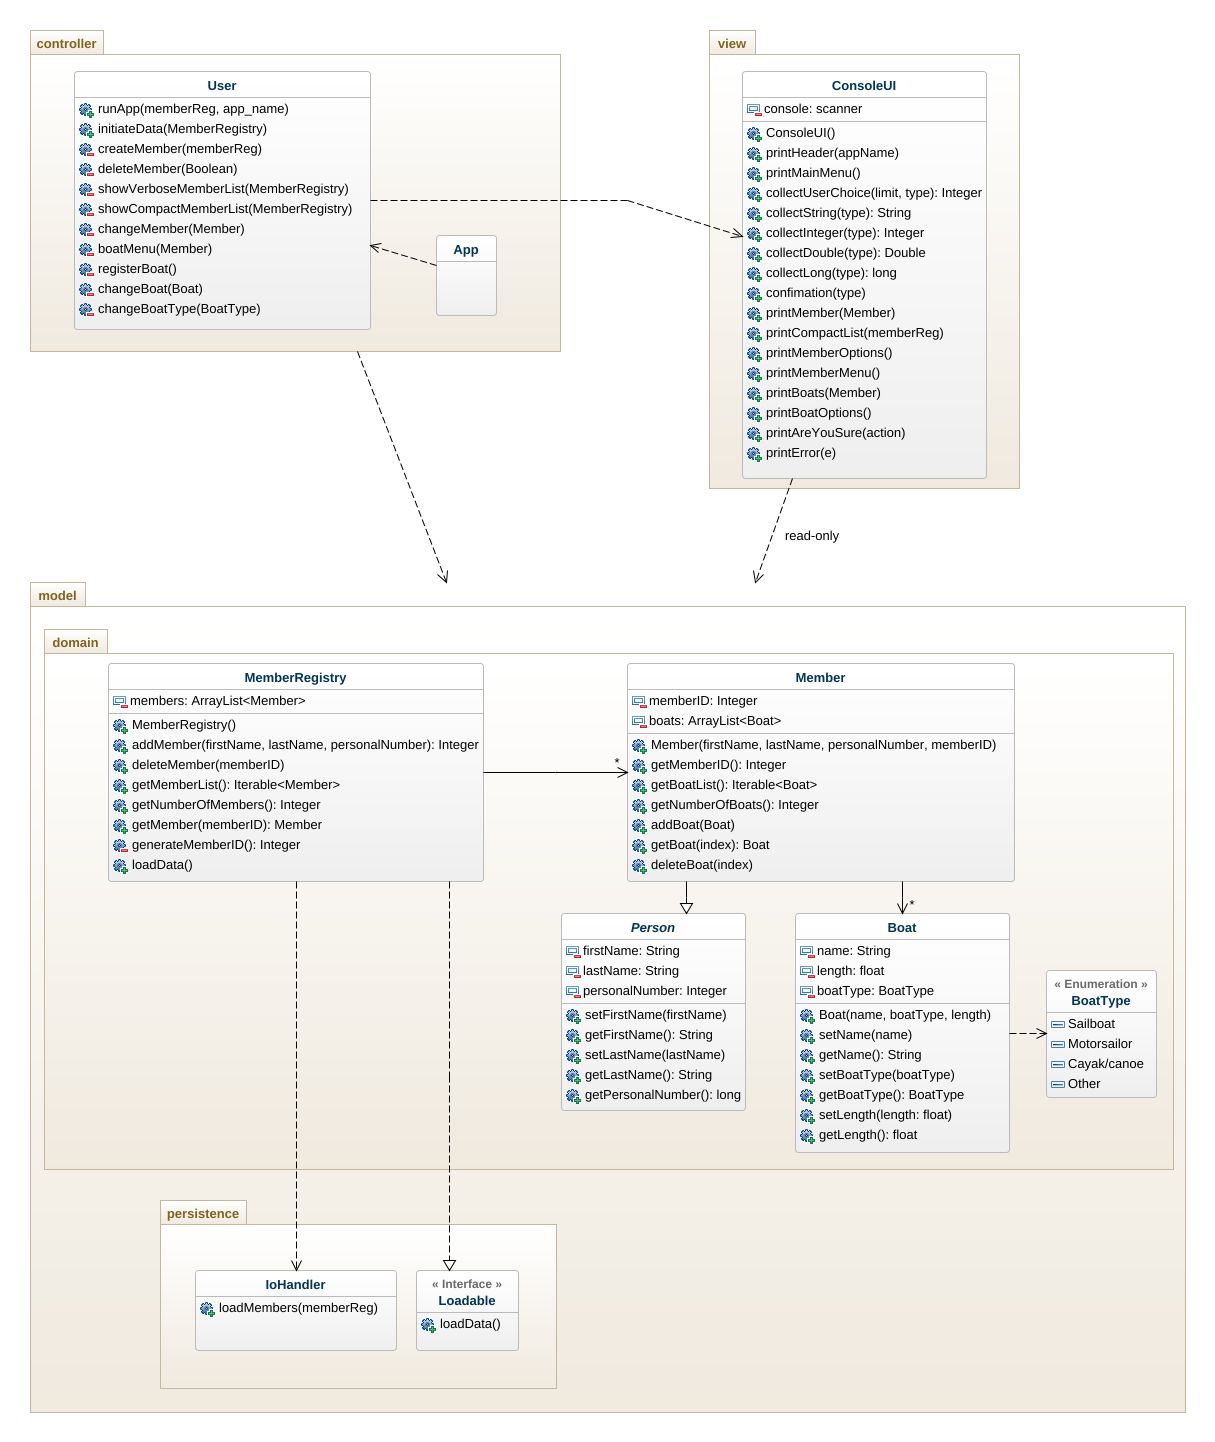 controller
User
runApp(memberReg, app_name)
initiateData(MemberRegistry)
createMember(memberReg)
deleteMember(Boolean)
showVerboseMemberList(MemberRegistry)
showCompactMemberList(MemberRegistry)
changeMember(Member)
boatMenu(Member)
registerBoat()
changeBoat(Boat)
changeBoatType(BoatType)
App
view
ConsoleUI
console: scanner
ConsoleUI()
printHeader(appName)
printMainMenu()
collectUserChoice(limit, type): Integer
collectString(type): String
collectInteger(type): Integer
collectDouble(type): Double
collectLong(type): long
confimation(type)
printMember(Member)
printCompactList(memberReg)
printMemberOptions()
printMemberMenu()
printBoats(Member)
printBoatOptions()
printAreYouSure(action)
printError(e)
read-only
model
domain
MemberRegistry
members: ArrayList<Member>
MemberRegistry()
addMember(firstName, lastName, personalNumber): Integer
deleteMember(memberID)
getMemberList(): Iterable<Member>
getNumberOfMembers(): Integer
getMember(memberID): Member
generateMemberID(): Integer
loadData()
*
Member
memberID: Integer
boats: ArrayList<Boat>
Member(firstName, lastName, personalNumber, memberID)
getMemberID(): Integer
getBoatList(): Iterable<Boat>
getNumberOfBoats(): Integer
addBoat(Boat)
getBoat(index): Boat
deleteBoat(index)
*
Person
firstName: String
lastName: String
personalNumber: Integer
setFirstName(firstName)
getFirstName(): String
setLastName(lastName)
getLastName(): String
getPersonalNumber(): long
Boat
name: String
length: float
boatType: BoatType
Boat(name, boatType, length)
setName(name)
getName(): String
setBoatType(boatType)
getBoatType(): BoatType
setLength(length: float)
getLength(): float
« Enumeration »
BoatType
Sailboat
Motorsailor
Cayak/canoe
Other
persistence
IoHandler
loadMembers(memberReg)
« Interface »
Loadable
loadData()